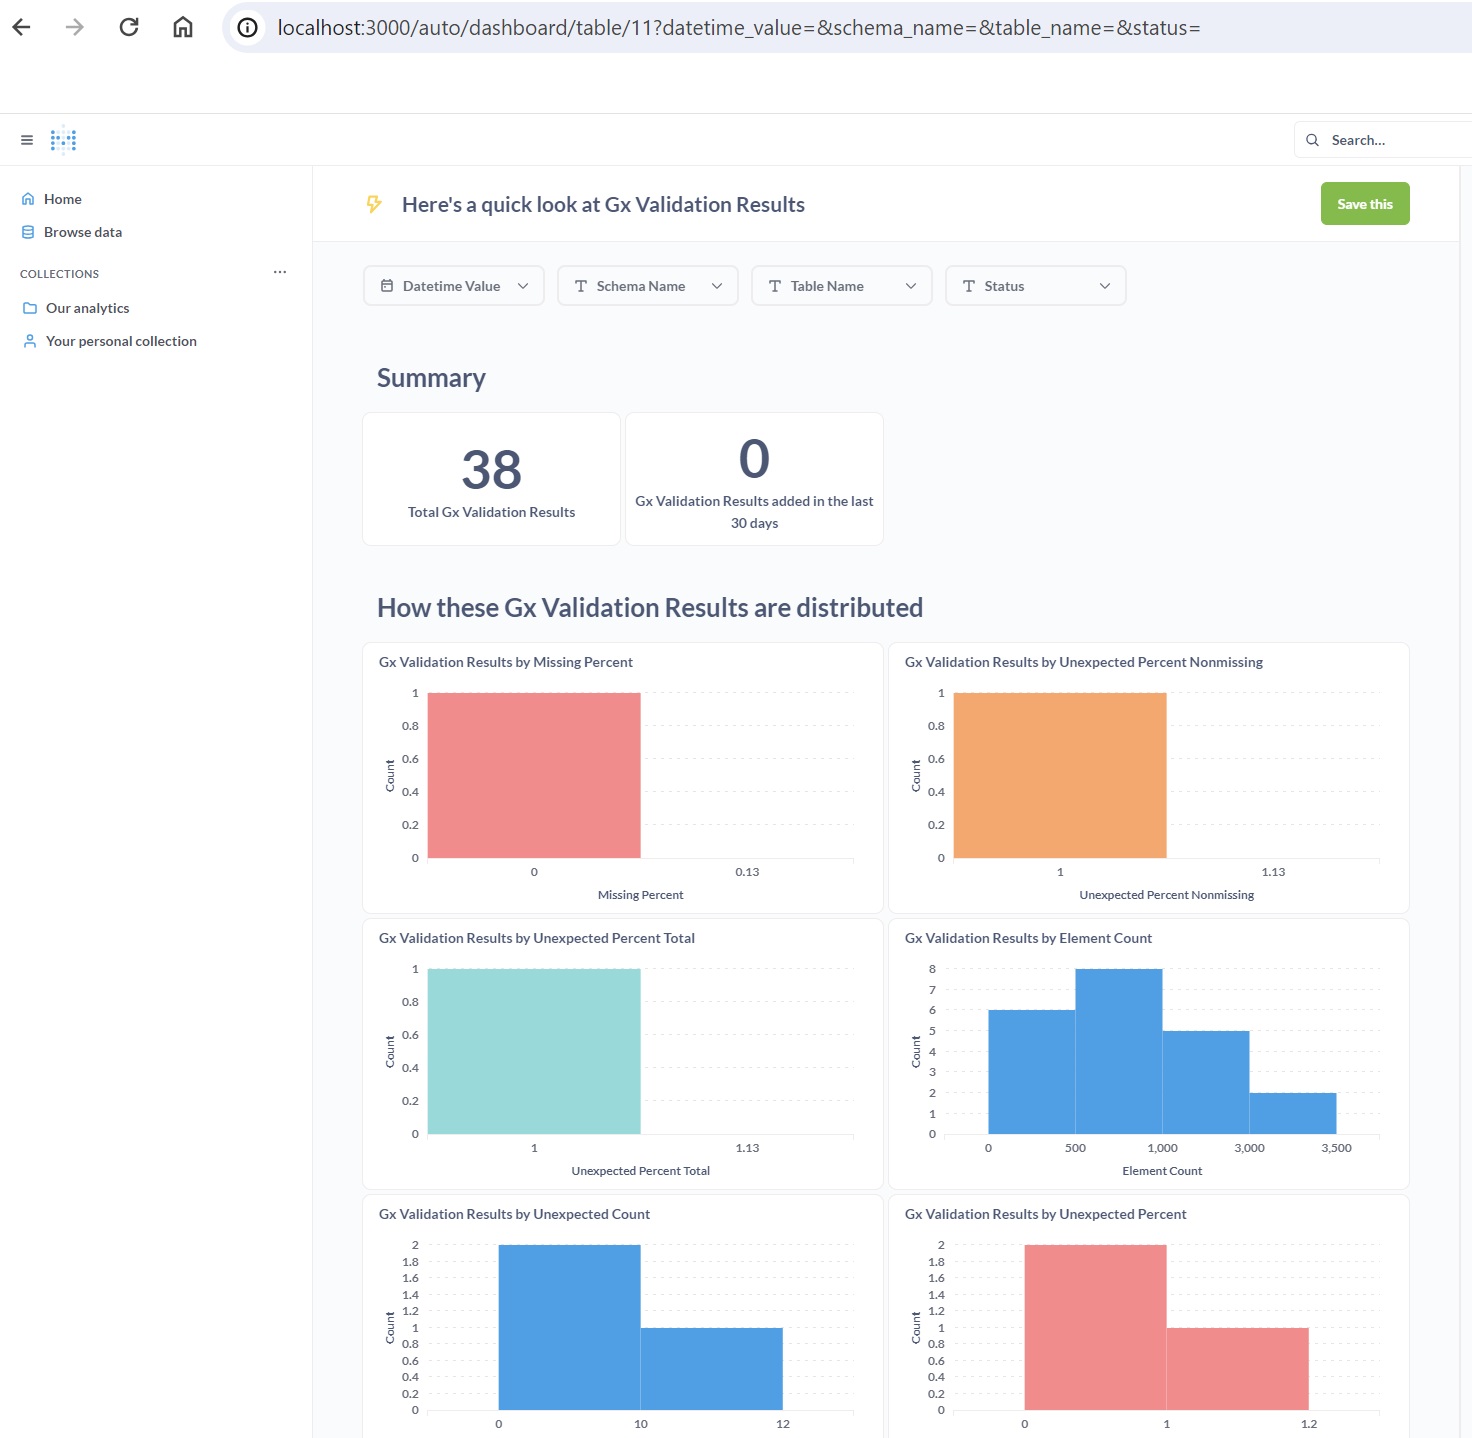 localhost:3000/auto/dashboard/table/11?datetime_value=&schema_name=&table_name=&status=
Search...
Home
Browse data
COLLECTIONS
Our analytics
Your personal collection
Here's a quick look at Gx Validation Results
Save this
Datetime Value
Schema Name
Table Name
Status
Summary
38
Total Gx Validation Results
0
Gx Validation Results added in the last
30 days
How these Gx Validation Results are distributed
Gx Validation Results by Missing Percent
1
0.8
0.6
0.4
0.2
0
Count
0
0.13
Missing Percent
Gx Validation Results by Unexpected Percent Nonmissing
1
0.8
0.6
0.4
0.2
0
Count
1
1.13
Unexpected Percent Nonmissing
Gx Validation Results by Unexpected Percent Total
1
0.8
0.6
0.4
0.2
0
Count
1
1.13
Unexpected Percent Total
Gx Validation Results by Element Count
8
7
6
5
4
3
2
1
0
Count
0
500
1,000
3,000
3,500
Element Count
Gx Validation Results by Unexpected Count
2
1.8
1.6
1.4
1.2
1
0.8
0.6
0.4
0.2
0
Count
0
10
12
Gx Validation Results by Unexpected Percent
2
1.8
1.6
1.4
1.2
1
0.8
0.6
0.4
0.2
0
Count
0
1
1.2